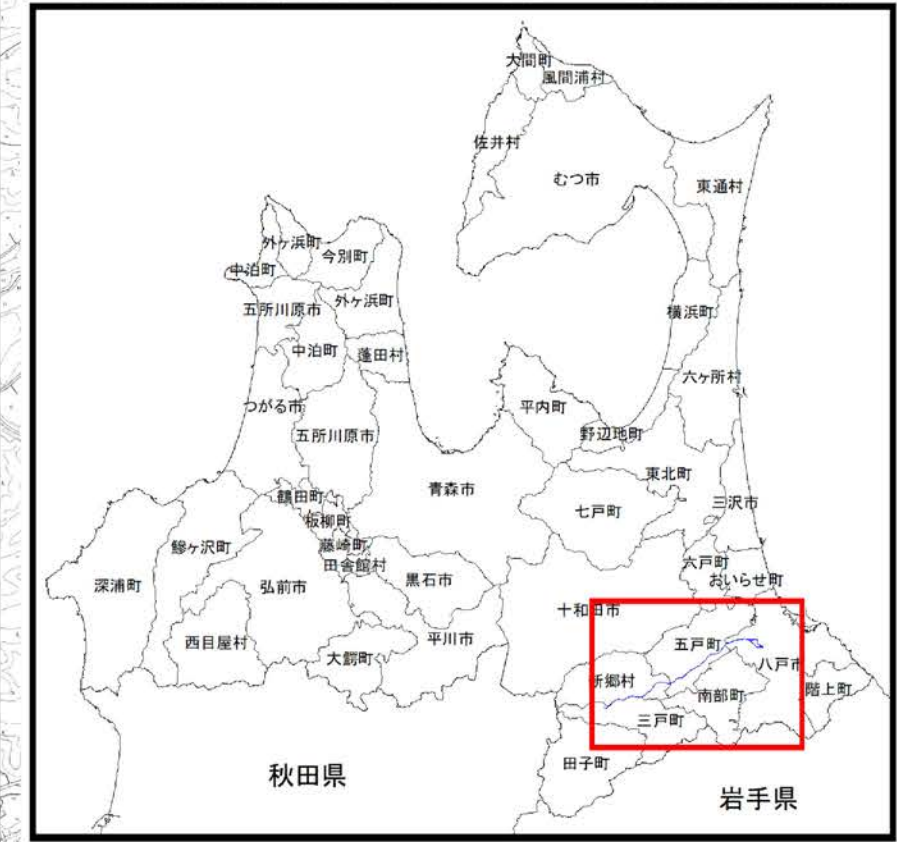 大間町
風間浦村
佐井村
むつ市
東通村
外ヶ浜町
今別町
中泊町
五所川原市
外ヶ浜町
横浜町
中泊町
蓬田村
六ヶ所村
つがる市
平内町
五所川原市
野辺地町
東北町
青森市
鶴田町
三沢市
七戸町
板柳町
藤崎町
鰺ヶ沢町
田舎館村
六戸町
黒石市
おいらせ町
深浦町
弘前市
十和田市
西目屋村
平川市
五戸町
大鰐町
八戸市
新郷村
階上町
南部町
三戸町
田子町
秋田県
岩手県